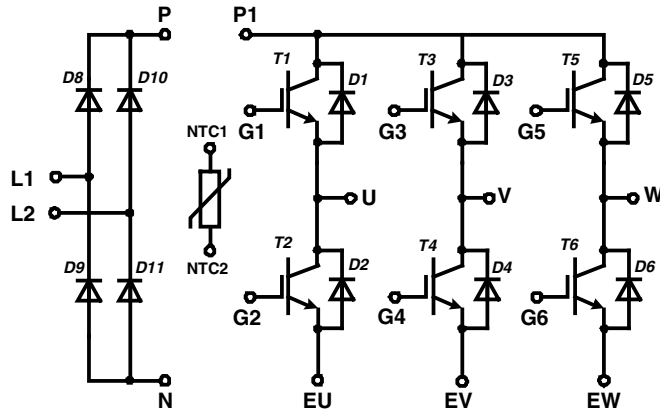 P
P1
T1
T3
T5
D8
D10
D1
D3
D5
G1
G3
G5
NTC1
L1
L2
U
V
W
T2
T4
T6
NTC2
D9
D11
D2
D4
D6
G2
G4
G6
N
EU
EV
EW